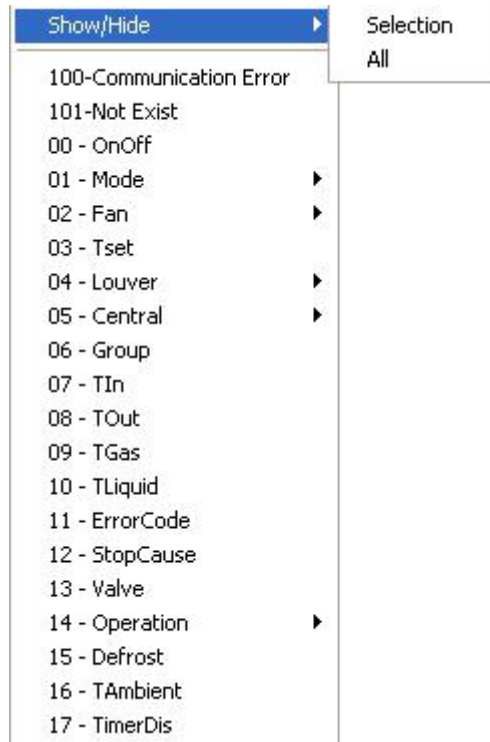 Show/Hide
Selection
All
100-Communication Error
101-Not Exist
00 - OnOff
01 - Mode
02 - Fan
03 - Tset
04 - Louver
05 - Central
06 - Group
07 - TIn
08 - TOut
09 - TGas
10 - TLiquid
11 - ErrorCode
12 - StopCause
13 - Valve
14 - Operation
15 - Defrost
16 - TAmbient
17 - TimerDis